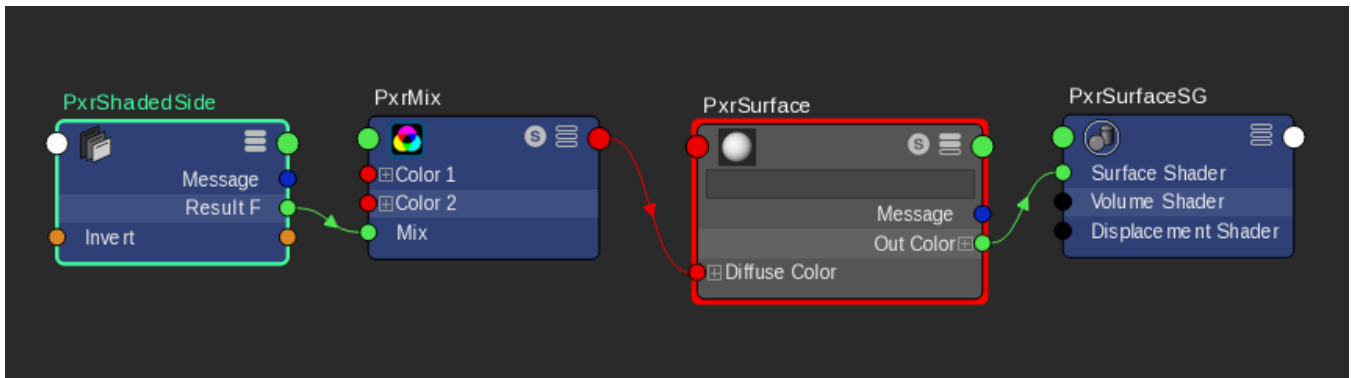 PxrShadedSide
Message
Result F
Invert
PxrMix
S
Color 1
Color 2
Mix
PxrSurface
S
Message
Out Color
Diffuse Color
PxrSurfaceSG
Surface Shader
Volume Shader
Displacement Shader